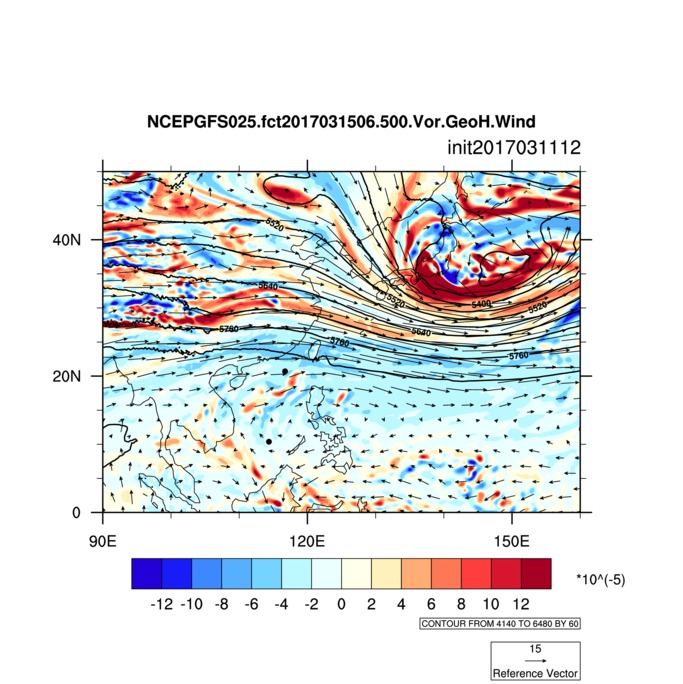 NCEPGFS025.fct2017031506.500.Vor.GeoH.Wind
init2017031112
5520
40N
5640
5520
5400
5520
5760
5640
5760
5760
20N
0
90E 120E 150E
-12 -10 -8 -6 -4 -2 0 2 4 6 8 10 12
*10^(-5)
CONTOUR FROM 4140 TO 6480 BY 60
15
Reference Vector